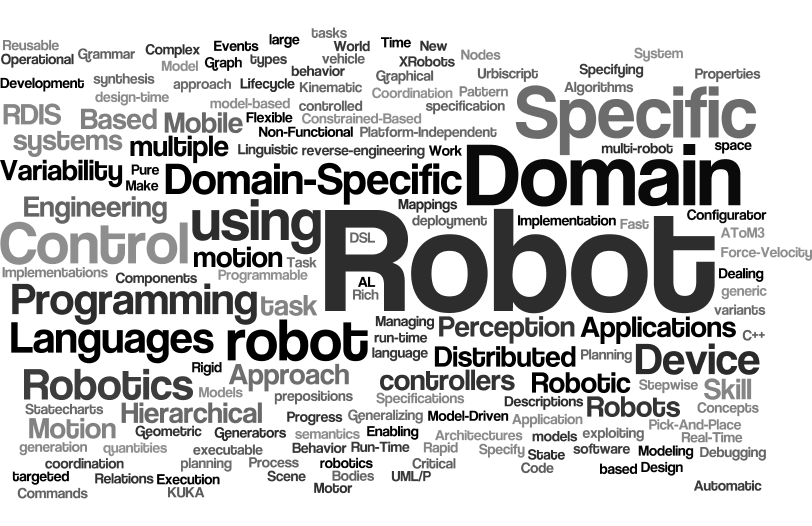 tasks
Reusable
Operational
Grammar
Complex
Events
large
World
Time
New
Model
Graph
types
vehicle
XRobots
Nodes
System
behavior
Graphical
Urbiscript
Specifying
Properties
Development
synthesis
approach
Lifecycle
Kinematic
Coordination
Pattern
Algorithms
design-time
model-based
controlled
specification
RDIS
Based
Mobile
Flexible
Constrained-Based
Specific
systems
multiple
Non-Functional
Platform-Independent
Linguistic
reverse-engineering
Work
multi-robot
space
Variability
Pure
Make
Domain-Specific
Domain
Engineering
using
Mappings
deployment
Implementation
Fast
Configurator
Control
DSL
Robot
AToM3
motion
Task
Force-Velocity
Implementations
Components
Programmable
AL
Rich
Dealing
generic
Programming
task
variants
Languages
robot
Managing
run-time
language
Perception
Applications
C++
Rigid
Distributed
Planning
Device
Robotics
Approach
controllers
Robotic
Stepwise
Skill
Models
prepositions
Specifications
Descriptions
Robots
Concepts
Statecharts
Hierarchical
Progress
Generalizing
Model-Driven
Application
Pick-And-Place
Motion
Geometric
Generators
semantics
Enabling
Architectures
models
exploiting
Real-Time
generation
quantities
executable
Behavior
Run-Time
Rapid
Specify
State
software
Modeling
Debugging
coordination
planning
Process
robotics
Critical
Code
based
Design
targeted
Relations
Execution
Scene
Bodies
UML/P
Commands
KUKA
Motor
Automatic